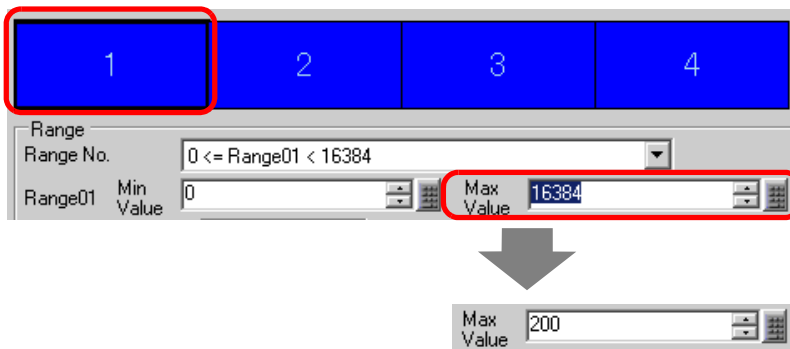 1 2 3 4
Range
Range No. 0 <= Range01 < 16384
Range01 Min Value 0 Max Value 16384
Max Value 200